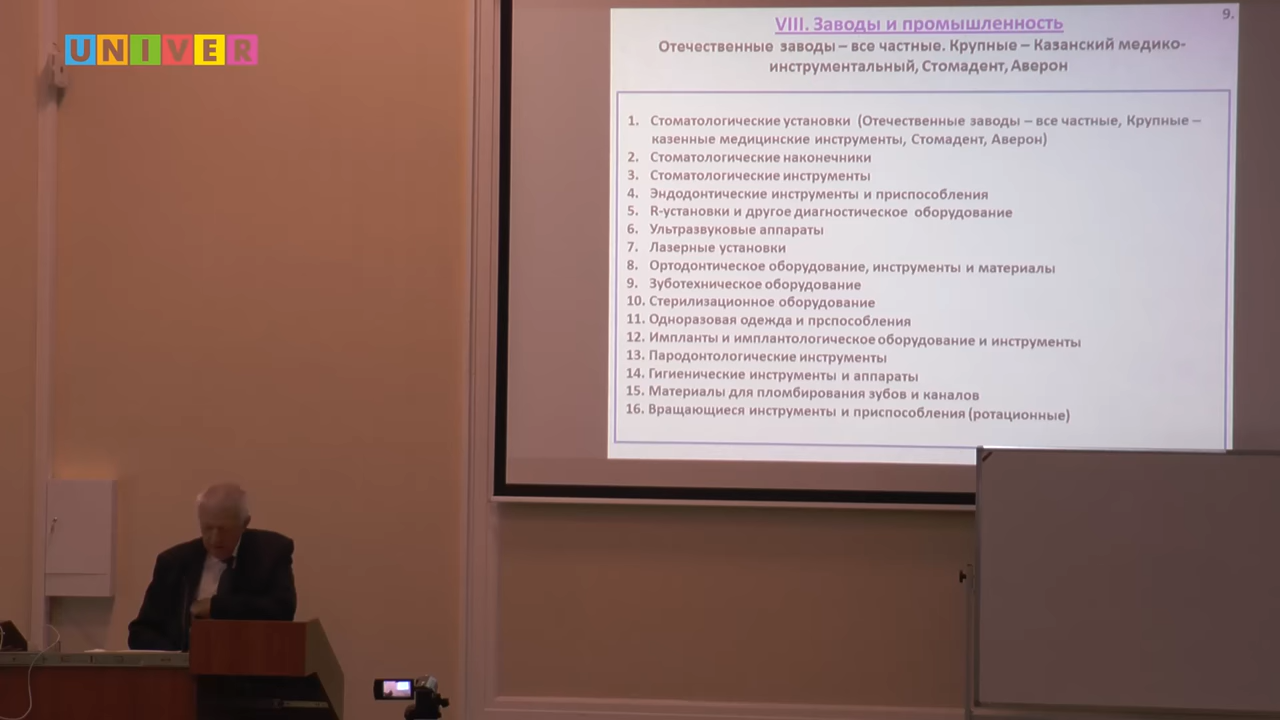 UNIVER
9.
VIII. Заводы и промышленность
Отечественные заводы – все частные. Крупные – Казанский медико-
инструментальный, Стомадент, Аверон
1. Стоматологические установки (Отечественные заводы – все частные, Крупные –
казенные медицинские инструменты, Стомадент, Аверон)
2. Стоматологические наконечники
3. Стоматологические инструменты
4. Эндодонтические инструменты и приспособления
5. R-установки и другое диагностическое оборудование
6. Ультразвуковые аппараты
7. Лазерные установки
8. Ортодонтическое оборудование, инструменты и материалы
9. Зуботехническое оборудование
10. Стерилизационное оборудование
11. Одноразовая одежда и прспособления
12. Импланты и имплантологическое оборудование и инструменты
13. Пародонтологические инструменты
14. Гигиенические инструменты и аппараты
15. Материалы для пломбирования зубов и каналов
16. Вращающиеся инструменты и приспособления (ротационные)